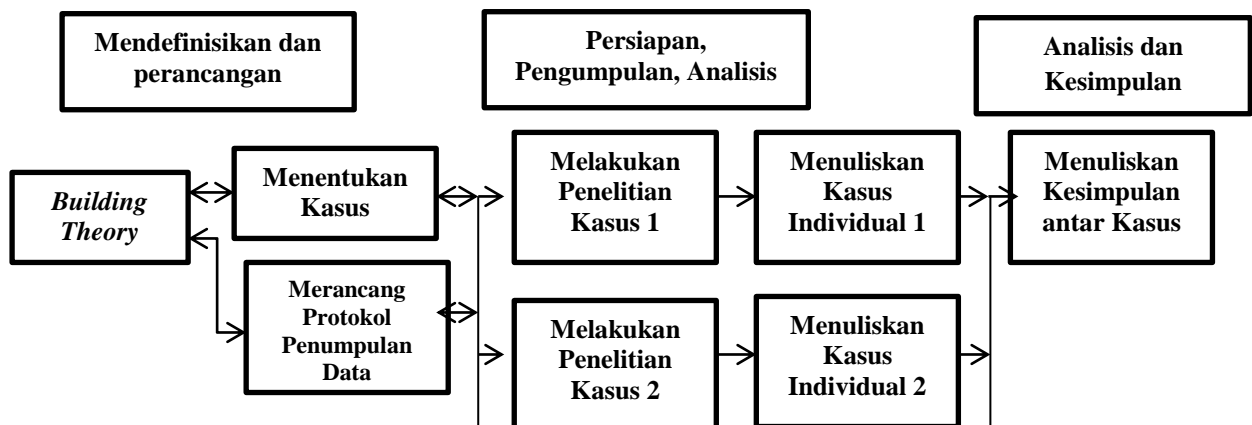 Mendefinisikan dan
perancangan
Persiapan,
Pengumpulan, Analisis
Analisis dan
Kesimpulan
Building
Theory
Menentukan
Kasus
Merancang
Protokol
Penumpulan
Data
Melakukan
Penelitian
Kasus 1
Menuliskan
Kasus
Individual 1
Menuliskan
Kesimpulan
antar Kasus
Melakukan
Penelitian
Kasus 2
Menuliskan
Kasus
Individual 2